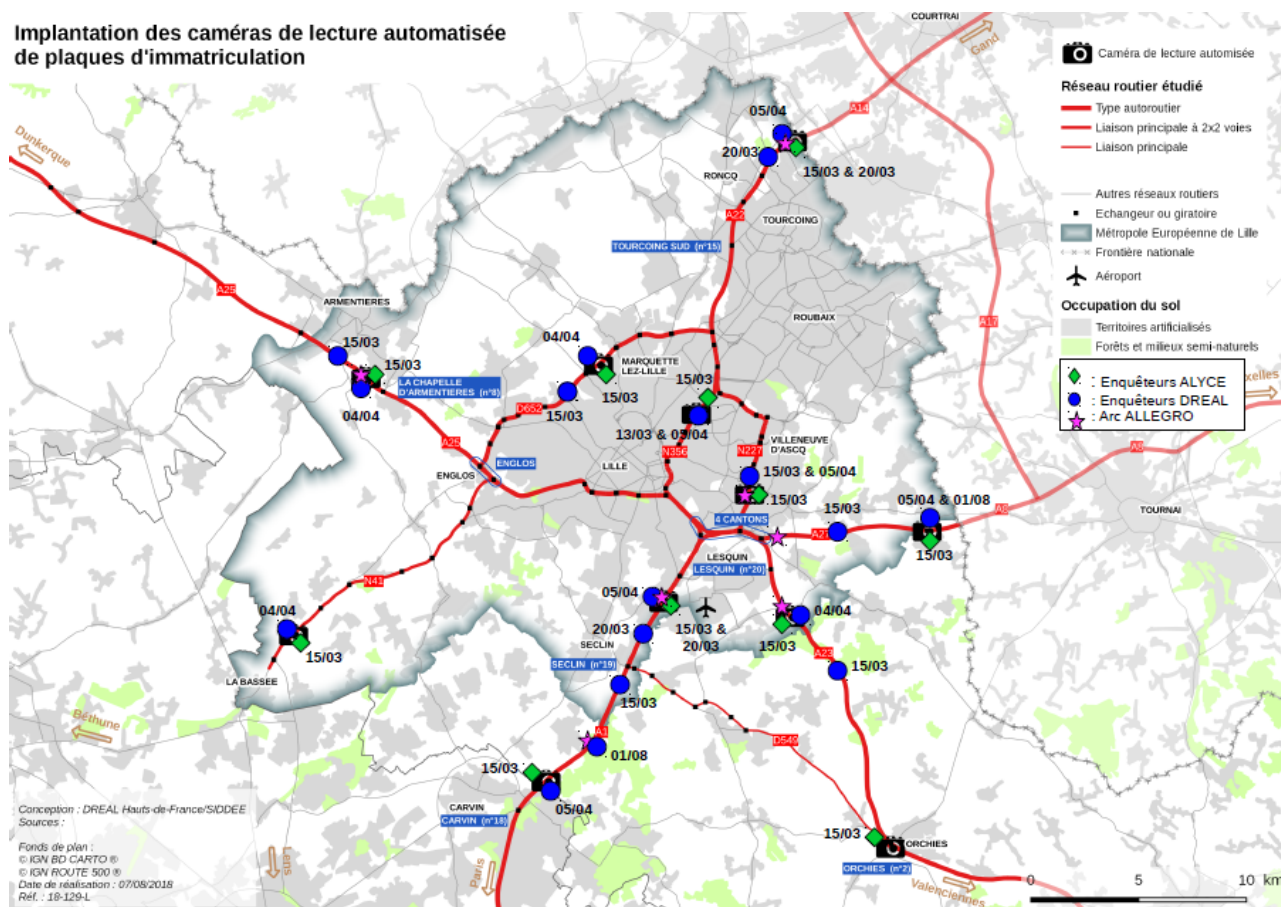 Implantation des caméras de lecture automatisée
de plaques d'immatriculation
COURTRAI
Gand
Caméra de lecture automisée
Réseau routier étudié
Type autoroutier
Liaison principale à 2x2 voies
Liaison principale
Autres réseaux routiers
Echangeur ou giratoire
Métropole Européenne de Lille
Frontière nationale
Aéroport
Occupation du sol
Territoires artificialisés
Forêts et milieux semi-naturels
: Enquêteurs ALYCE
: Enquêteurs DREAL
: Arc ALLEGRO
Dunkerque
A14
05/04
20/03
15/03 & 20/03
RONCQ
A22
TOURCOING
TOURCOING SUD (n°15)
A25
ARMENTIERES
ROUBAIX
A17
15/03
04/04
15/03
MARQUETTE
LEZ-LILLE
15/03
LA CHAPELLE
D'ARMENTIERES (n°8)
04/04
15/03
15/03
D652
13/03 & 05/04
A25
N356
N227
VILLENEUVE
D'ASCQ
A8
ENGLOS
ENGLOS
LILLE
15/03 & 05/04
15/03
05/04 & 01/08
15/03
A8
TOURNAI
4 CANTONS
15/03
LESQUIN
LESQUIN (n°20)
N41
05/04
04/04
04/04
20/03
15/03 &
20/03
15/03
15/03
SECLIN
A23
SECLIN (n°19)
15/03
LA BASSEE
15/03
Béthune
A1
D549
01/08
15/03
05/04
CARVIN
CARVIN (n°18)
15/03
ORCHIES
ORCHIES (n°2)
Lens
Paris
Valenciennes
Conception : DREAL Hauts-de-France/SIDDEE
Sources :
Fonds de plan :
© IGN BD CARTO ®
© IGN ROUTE 500 ®
Date de réalisation : 07/08/2018
Réf. : 18-129-L
0 5 10 km